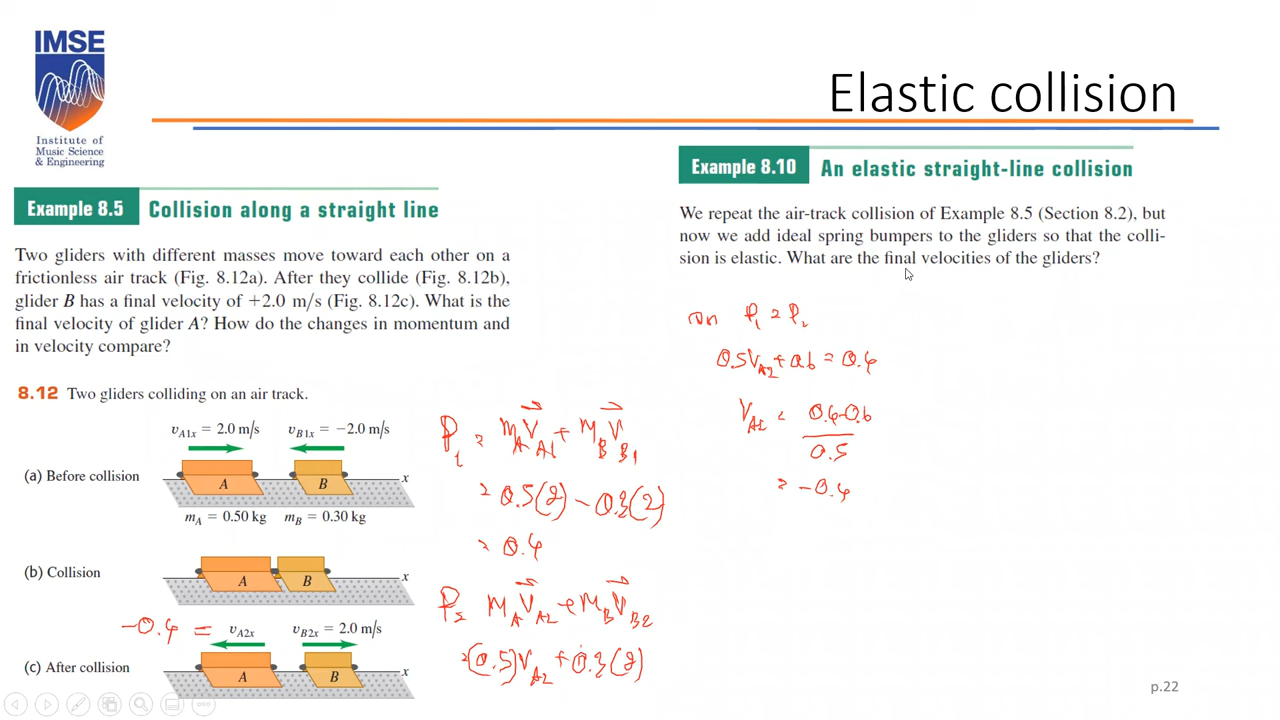 IMSE
Institute of
Music Science
& Engineering
Elastic collision
Example 8.5 Collision along a straight line
Two gliders with different masses move toward each other on a
frictionless air track (Fig. 8.12a). After they collide (Fig. 8.12b),
glider B has a final velocity of +2.0 m/s (Fig. 8.12c). What is the
final velocity of glider A? How do the changes in momentum and
in velocity compare?
8.12 Two gliders colliding on an air track.
vA1x = 2.0 m/s vB1x = −2.0 m/s
(a) Before collision A B x
mA = 0.50 kg mB = 0.30 kg
(b) Collision A B x
-0.4 = vA2x vB2x = 2.0 m/s
(c) After collision A B x
P1 = mA VA1 + mB VB1
= 0.5(2) - 0.3(2)
= 0.4
P2 = mA VA2 + mB VB2
= (0.5)VA2 + 0.3(2)
Example 8.10 An elastic straight-line collision
We repeat the air-track collision of Example 8.5 (Section 8.2), but
now we add ideal spring bumpers to the gliders so that the colli-
sion is elastic. What are the final velocities of the gliders?
จาก P1 = P2
0.5VA2 + 0.6 = 0.4
VA2 = 0.4-0.6
0.5
= -0.4
p.22